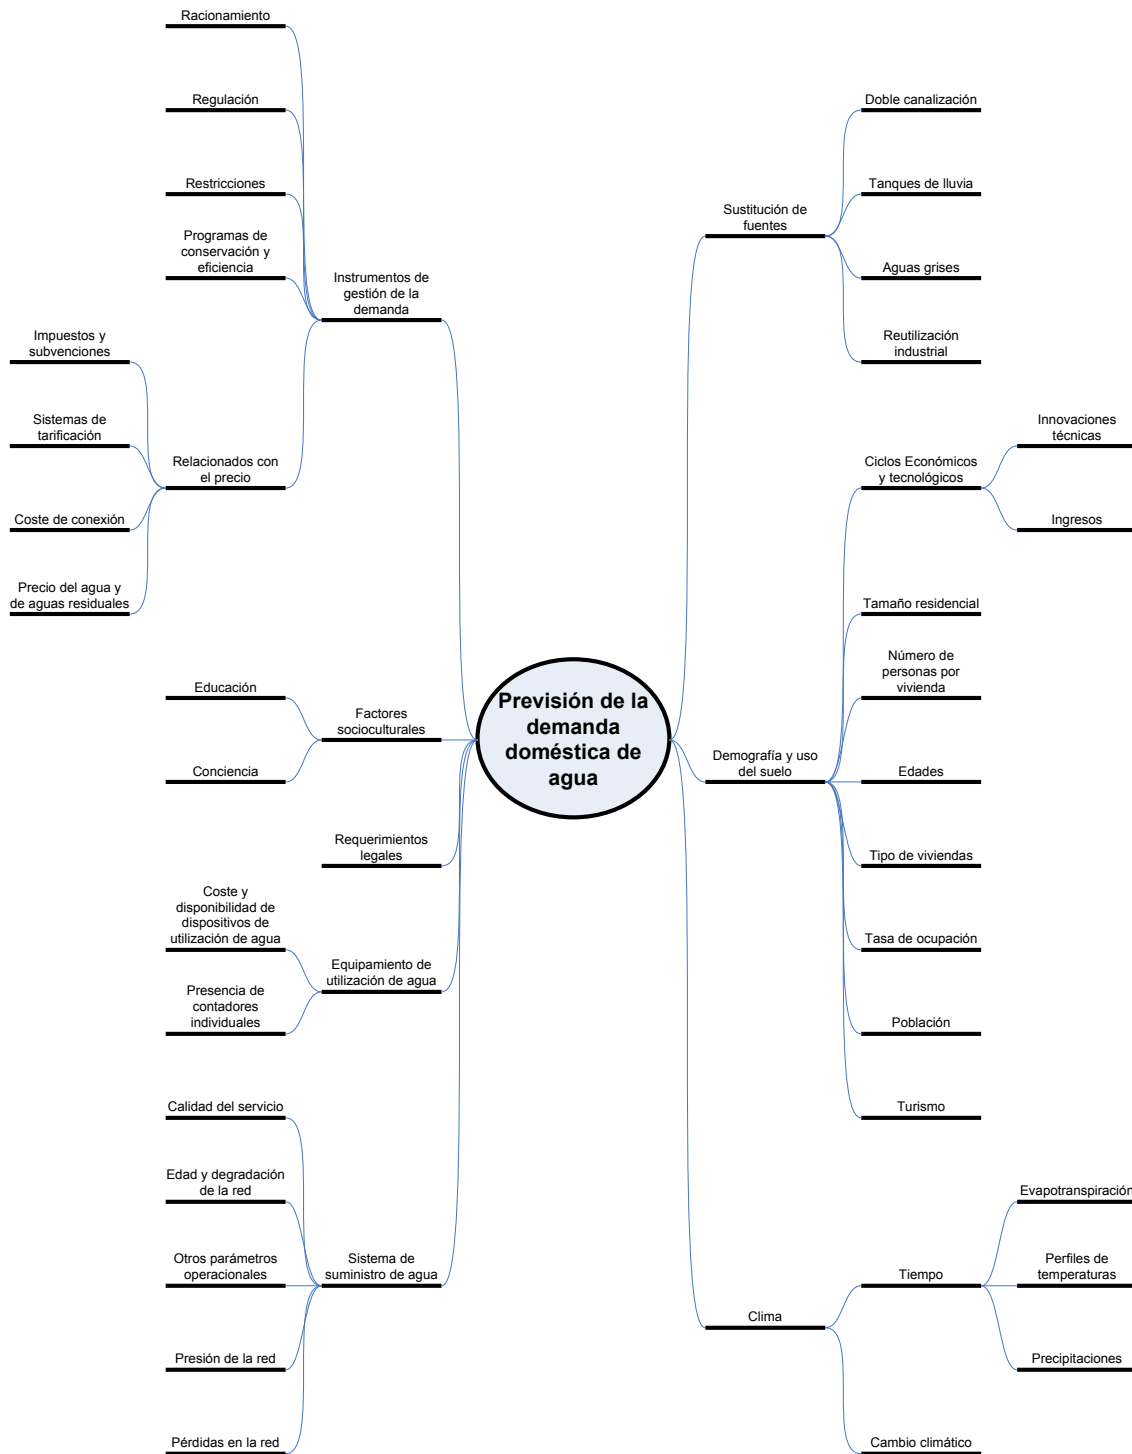 Racionamiento
Regulación
Restricciones
Programas de
conservación y
eficiencia
Instrumentos de
gestión de la
demanda
Impuestos y
subvenciones
Sistemas de
tarificación
Relacionados con
el precio
Coste de conexión
Precio del agua y
de aguas residuales
Educación
Factores
socioculturales
Conciencia
Requerimientos
legales
Coste y
disponibilidad de
dispositivos de
utilización de agua
Equipamiento de
utilización de agua
Presencia de
contadores
individuales
Calidad del servicio
Edad y degradación
de la red
Otros parámetros
operacionales
Sistema de
suministro de agua
Presión de la red
Pérdidas en la red
Previsión de la
demanda
doméstica de
agua
Doble canalización
Tanques de lluvia
Sustitución de
fuentes
Aguas grises
Reutilización
industrial
Innovaciones
técnicas
Ciclos Económicos
y tecnológicos
Ingresos
Tamaño residencial
Número de
personas por
vivienda
Demografía y uso
del suelo
Edades
Tipo de viviendas
Tasa de ocupación
Población
Turismo
Evapotranspiración
Perfiles de
temperaturas
Tiempo
Clima
Precipitaciones
Cambio climático